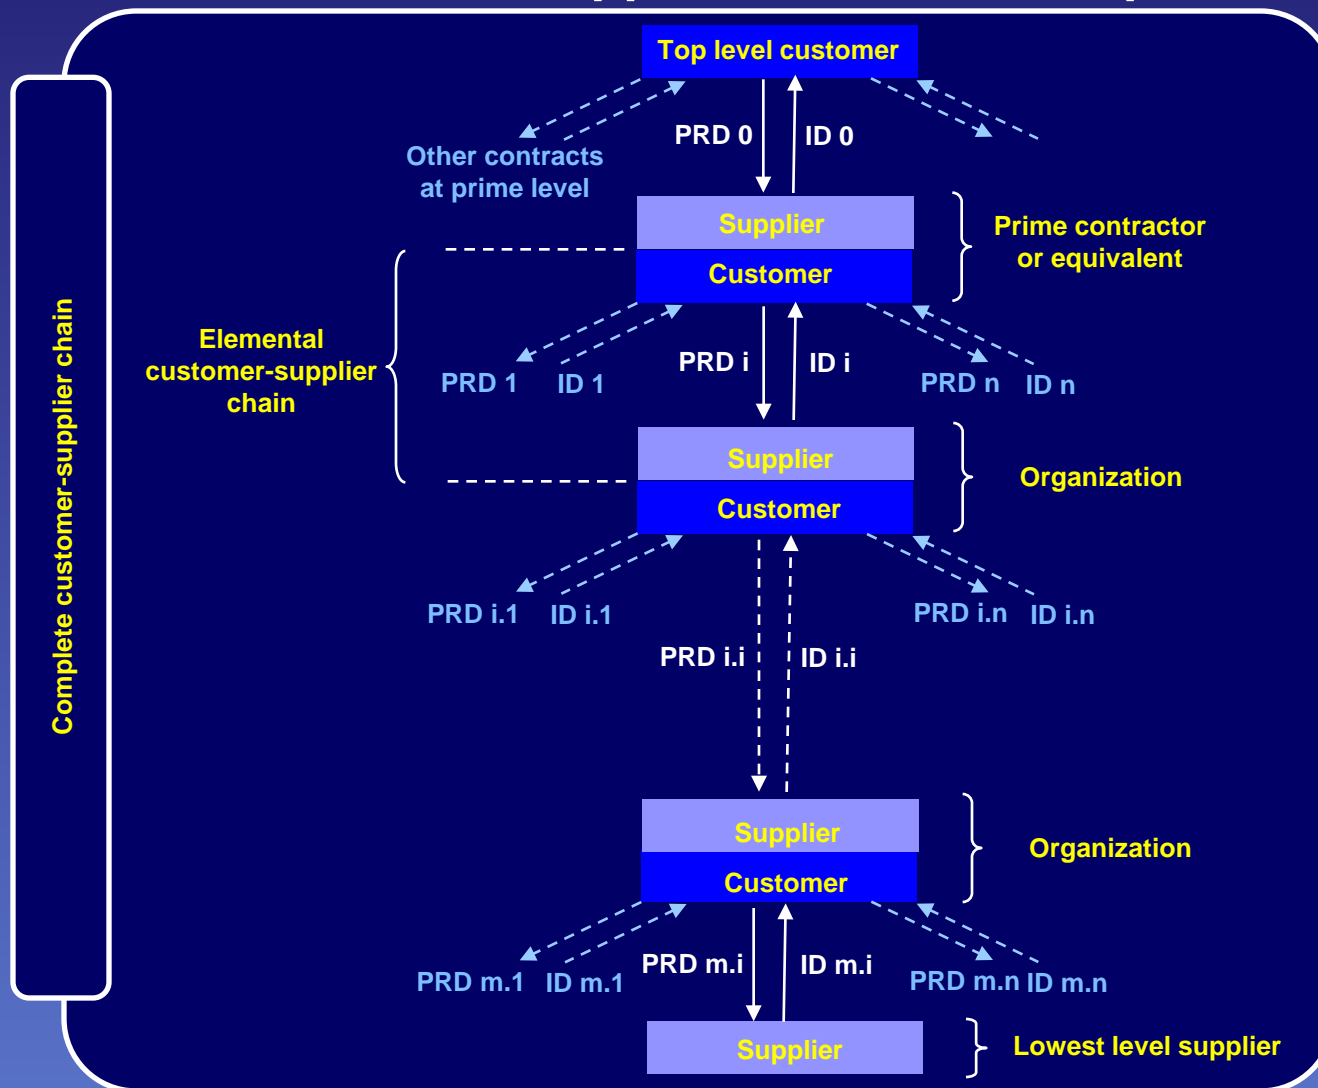 Top level customer
PRD 0
ID 0
Other contracts
at prime level
Supplier
Customer
Prime contractor
or equivalent
Complete customer-supplier chain
Elemental
customer-supplier
chain
PRD 1
ID 1
PRD i
ID i
PRD n
ID n
Supplier
Customer
Organization
PRD i.1
ID i.1
PRD i.i
ID i.i
PRD i.n
ID i.n
Supplier
Customer
Organization
PRD m.1
ID m.1
PRD m.i
ID m.i
PRD m.n
ID m.n
Supplier
Lowest level supplier